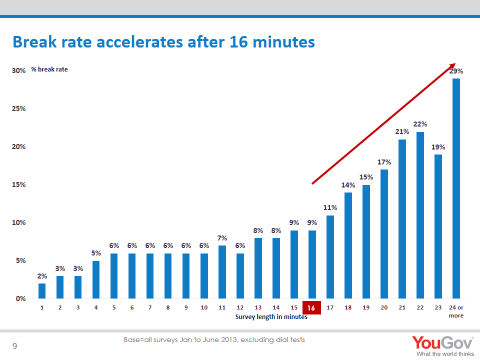 Break rate accelerates after 16 minutes
30% % break rate
25%
20%
15%
10%
5%
0%
2% 3% 3% 5% 6% 6% 6% 6% 6% 6% 7% 6% 8% 8% 9% 9% 11% 14% 15% 17% 21% 22% 19% 29%
1 2 3 4 5 6 7 8 9 10 11 12 13 14 15 16 17 18 19 20 21 22 23 24 or
more
Survey length in minutes
Base=all surveys Jan to June 2013, excluding dial tests
9
YouGov
What the world thinks